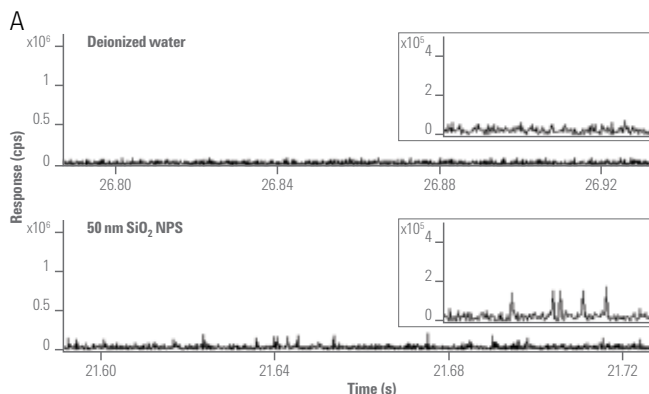 A
Deionized water
x10⁶
1
0.5
0
26.80
26.84
26.88
26.92
x10⁵
4
2
0
Response (cps)
50 nm SiO₂ NPS
x10⁶
1
0.5
0
21.60
21.64
21.68
21.72
x10⁵
4
2
0
Time (s)